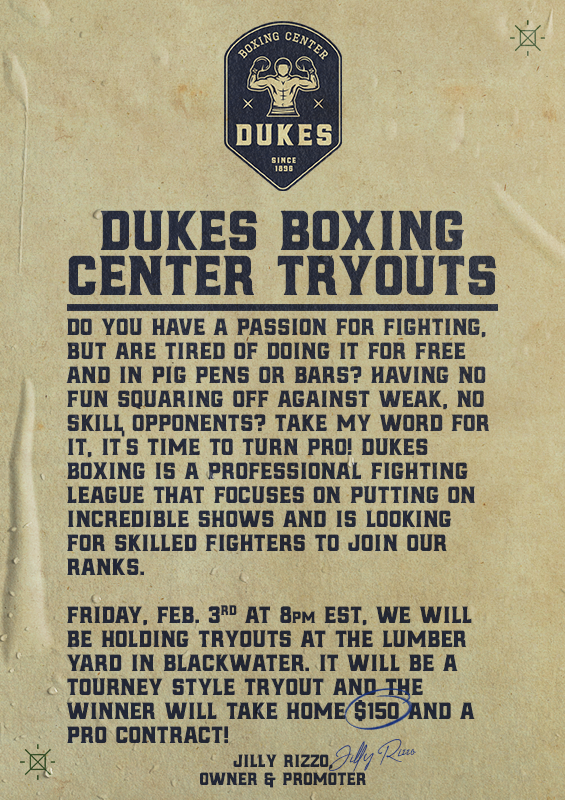 BOXING CENTER
DUKES
SINCE
1896
DUKES BOXING
CENTER TRYOUTS
DO YOU HAVE A PASSION FOR FIGHTING,
BUT ARE TIRED OF DOING IT FOR FREE
AND IN PIG PENS OR BARS? HAVING NO
FUN SQUARING OFF AGAINST WEAK, NO
SKILL OPPONENTS? TAKE MY WORD FOR
IT, IT'S TIME TO TURN PRO! DUKES
BOXING IS A PROFESSIONAL FIGHTING
LEAGUE THAT FOCUSES ON PUTTING ON
INCREDIBLE SHOWS AND IS LOOKING
FOR SKILLED FIGHTERS TO JOIN OUR
RANKS.
FRIDAY, FEB. 3RD AT 8PM EST, WE WILL
BE HOLDING TRYOUTS AT THE LUMBER
YARD IN BLACKWATER. IT WILL BE A
TOURNEY STYLE TRYOUT AND THE
WINNER WILL TAKE HOME $150 AND A
PRO CONTRACT!
JILLY RIZZO, Jilly Rizzo
OWNER & PROMOTER